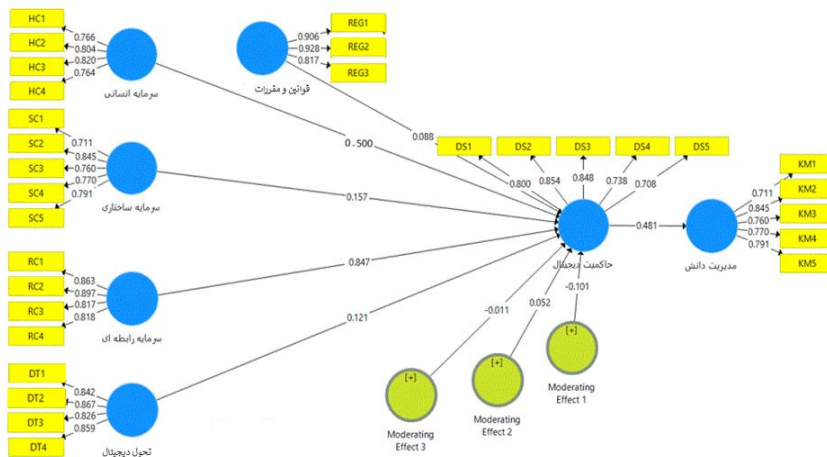 HC1
HC2
HC3
HC4
0.766
0.804
0.820
0.764
سرمایه انسانی
REG1
REG2
REG3
0.906
0.928
0.817
قوانین و مقررات
SC1
SC2
SC3
SC4
SC5
0.711
0.845
0.760
0.770
0.791
سرمایه ساختاری
0.500
0.088
0.157
DS1
DS2
DS3
DS4
DS5
0.800
0.854
0.848
0.738
0.708
حاکمیت دیجیتال
0.481
KM1
KM2
KM3
KM4
KM5
0.711
0.845
0.760
0.770
0.791
مدیریت دانش
RC1
RC2
RC3
RC4
0.863
0.897
0.817
0.818
سرمایه رابطه ای
0.847
0.121
-0.011
0.052
-0.101
DT1
DT2
DT3
DT4
0.842
0.867
0.826
0.859
تحول دیجیتال
[+]
Moderating
Effect 1
[+]
Moderating
Effect 2
[+]
Moderating
Effect 3